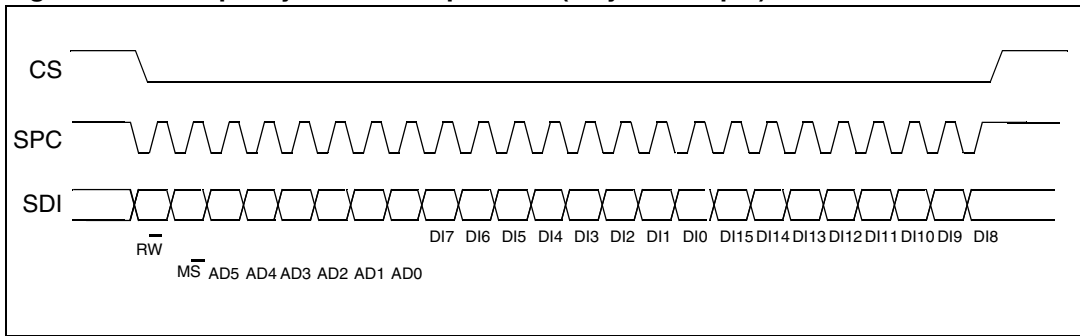 CS
SPC
SDI
DI7 DI6 DI5 DI4 DI3 DI2 DI1 DI0 DI15 DI14 DI13 DI12 DI11 DI10 DI9 DI8
RW̅
MS̅ AD5 AD4 AD3 AD2 AD1 AD0